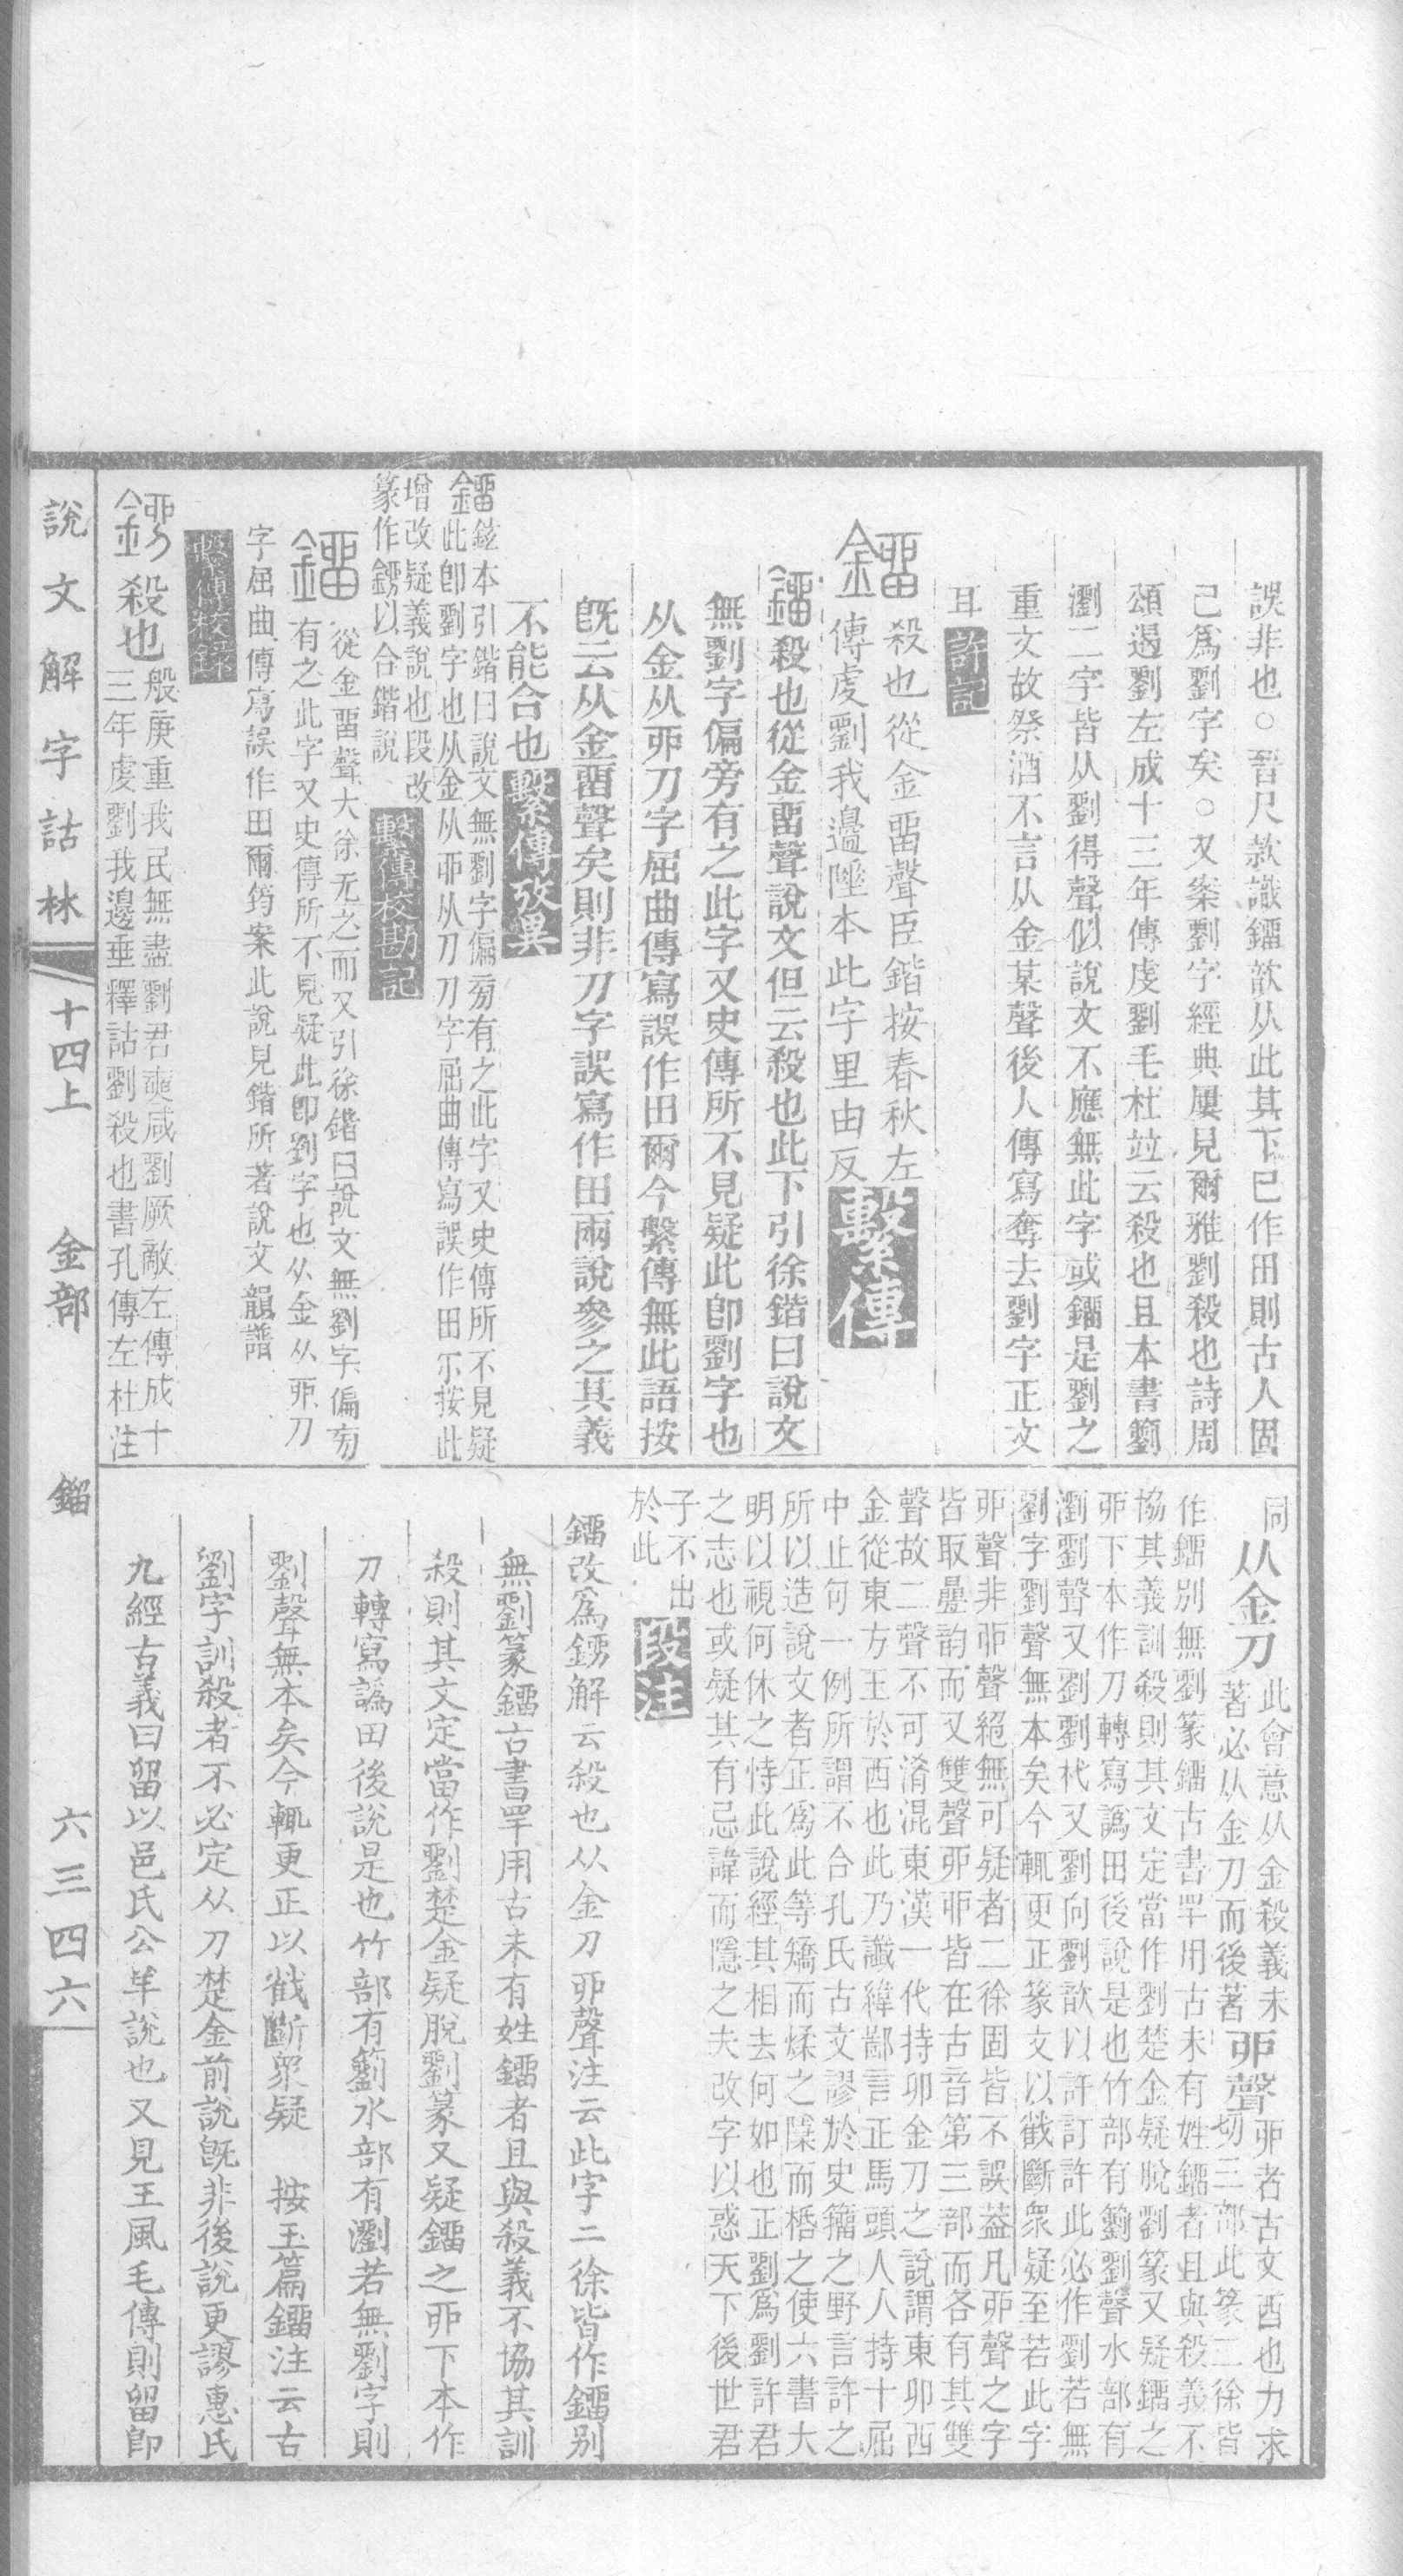 誤非也○晉尺款識鐂歆从此其下已作田則古人固
已爲劉字矣○又案劉字經典屢見爾雅劉殺也詩周
頌遏劉左成十三年傳虔劉毛杜竝云殺也且本書籀
瀏二字皆从劉得聲似說文不應無此字或鐂是劉之
重文故祭酒不言从金某聲後人傳寫奪去劉字正文
耳 許記
鐂 殺也從金畱聲臣鍇按春秋左
傳虔劉我邊陲本此字里由反 繫傳
鐂殺也從金畱聲說文但云殺也此下引徐鍇曰說文
無劉字偏旁有之此字又史傳所不見疑此卽劉字也
从金从丣刀字屈曲傳寫誤作田爾今繫傳無此語按
旣云从金畱聲矣則非刀字誤寫作田兩說參之其義
不能合也 繫傳攷異
鐂鉉本引鍇曰說文無劉字偏旁有之此字又史傳所不見疑
此卽劉字也从金从丣从刀刀字屈曲傳寫誤作田尒按此
增改疑義說也段改
篆作鎦以合鍇說 繫傳校勘記
鐂 從金畱聲大徐无之而又引徐鍇曰說文無劉字偏旁
有之此字又史傳所不見疑此卽劉字也从金从丣刀
字屈曲傳寫誤作田爾筠案此說見鍇所著說文韻譜
繫傳校錄
殺也 般庚重我民無盡劉君奭咸劉厥敵左傳成十
三年虔劉我邊垂釋詁劉殺也書孔傳左杜注
同 从金刀 此會意从金殺義未
著必从金刀而後著 丣聲 丣者古文酉也力求
切三部此篆二徐皆
作鐂別無劉篆鐂古書罕用古未有姓鐂者且與殺義不
協其義訓殺則其文定當作劉楚金疑脫劉篆又疑鐂之
丣下本作刀轉寫譌田後說是也竹部有籀劉聲水部有
瀏劉聲又劉劉杙又劉向劉歆以許訂許此必作劉若無
劉字劉聲無本矣今輒更正篆文以截斷衆疑至若此字
丣聲非丣聲絕無可疑者二徐固皆不誤葢凡丣聲之字
皆取曡韵而又雙聲丣丣皆在古音第三部而各有其雙
聲故二聲不可淆混東漢一代持卯金刀之說謂東卯西
金從東方王於西也此乃讖緯鄙言正馬頭人人持十屈
中止句一例所謂不合孔氏古文謬於史籒之野言許之
所以造說文者正爲此等矯而煣之櫽而桰之使六書大
明以視何休之恃此說經其相去何如也正劉爲劉許君
之志也或疑其有忌諱而隱之夫改字以惑天下後世君
子不出
於此 段注
鐂改爲鎦解云殺也从金刀丣聲注云此字二徐皆作鐂別
無劉篆鐂古書罕用古未有姓鐂者且與殺義不協其訓
殺則其文定當作劉楚金疑脫劉篆又疑鐂之丣下本作
刀轉寫譌田後說是也竹部有籀水部有瀏若無劉字則
劉聲無本矣今輒更正以截斷衆疑 按玉篇鐂注云古
劉字訓殺者不必定从刀楚金前說旣非後說更謬惠氏
九經古義曰留以邑氏公羊說也又見王風毛傳則留卽
說文解字詁林 十四上 金部 鎦 六三四六